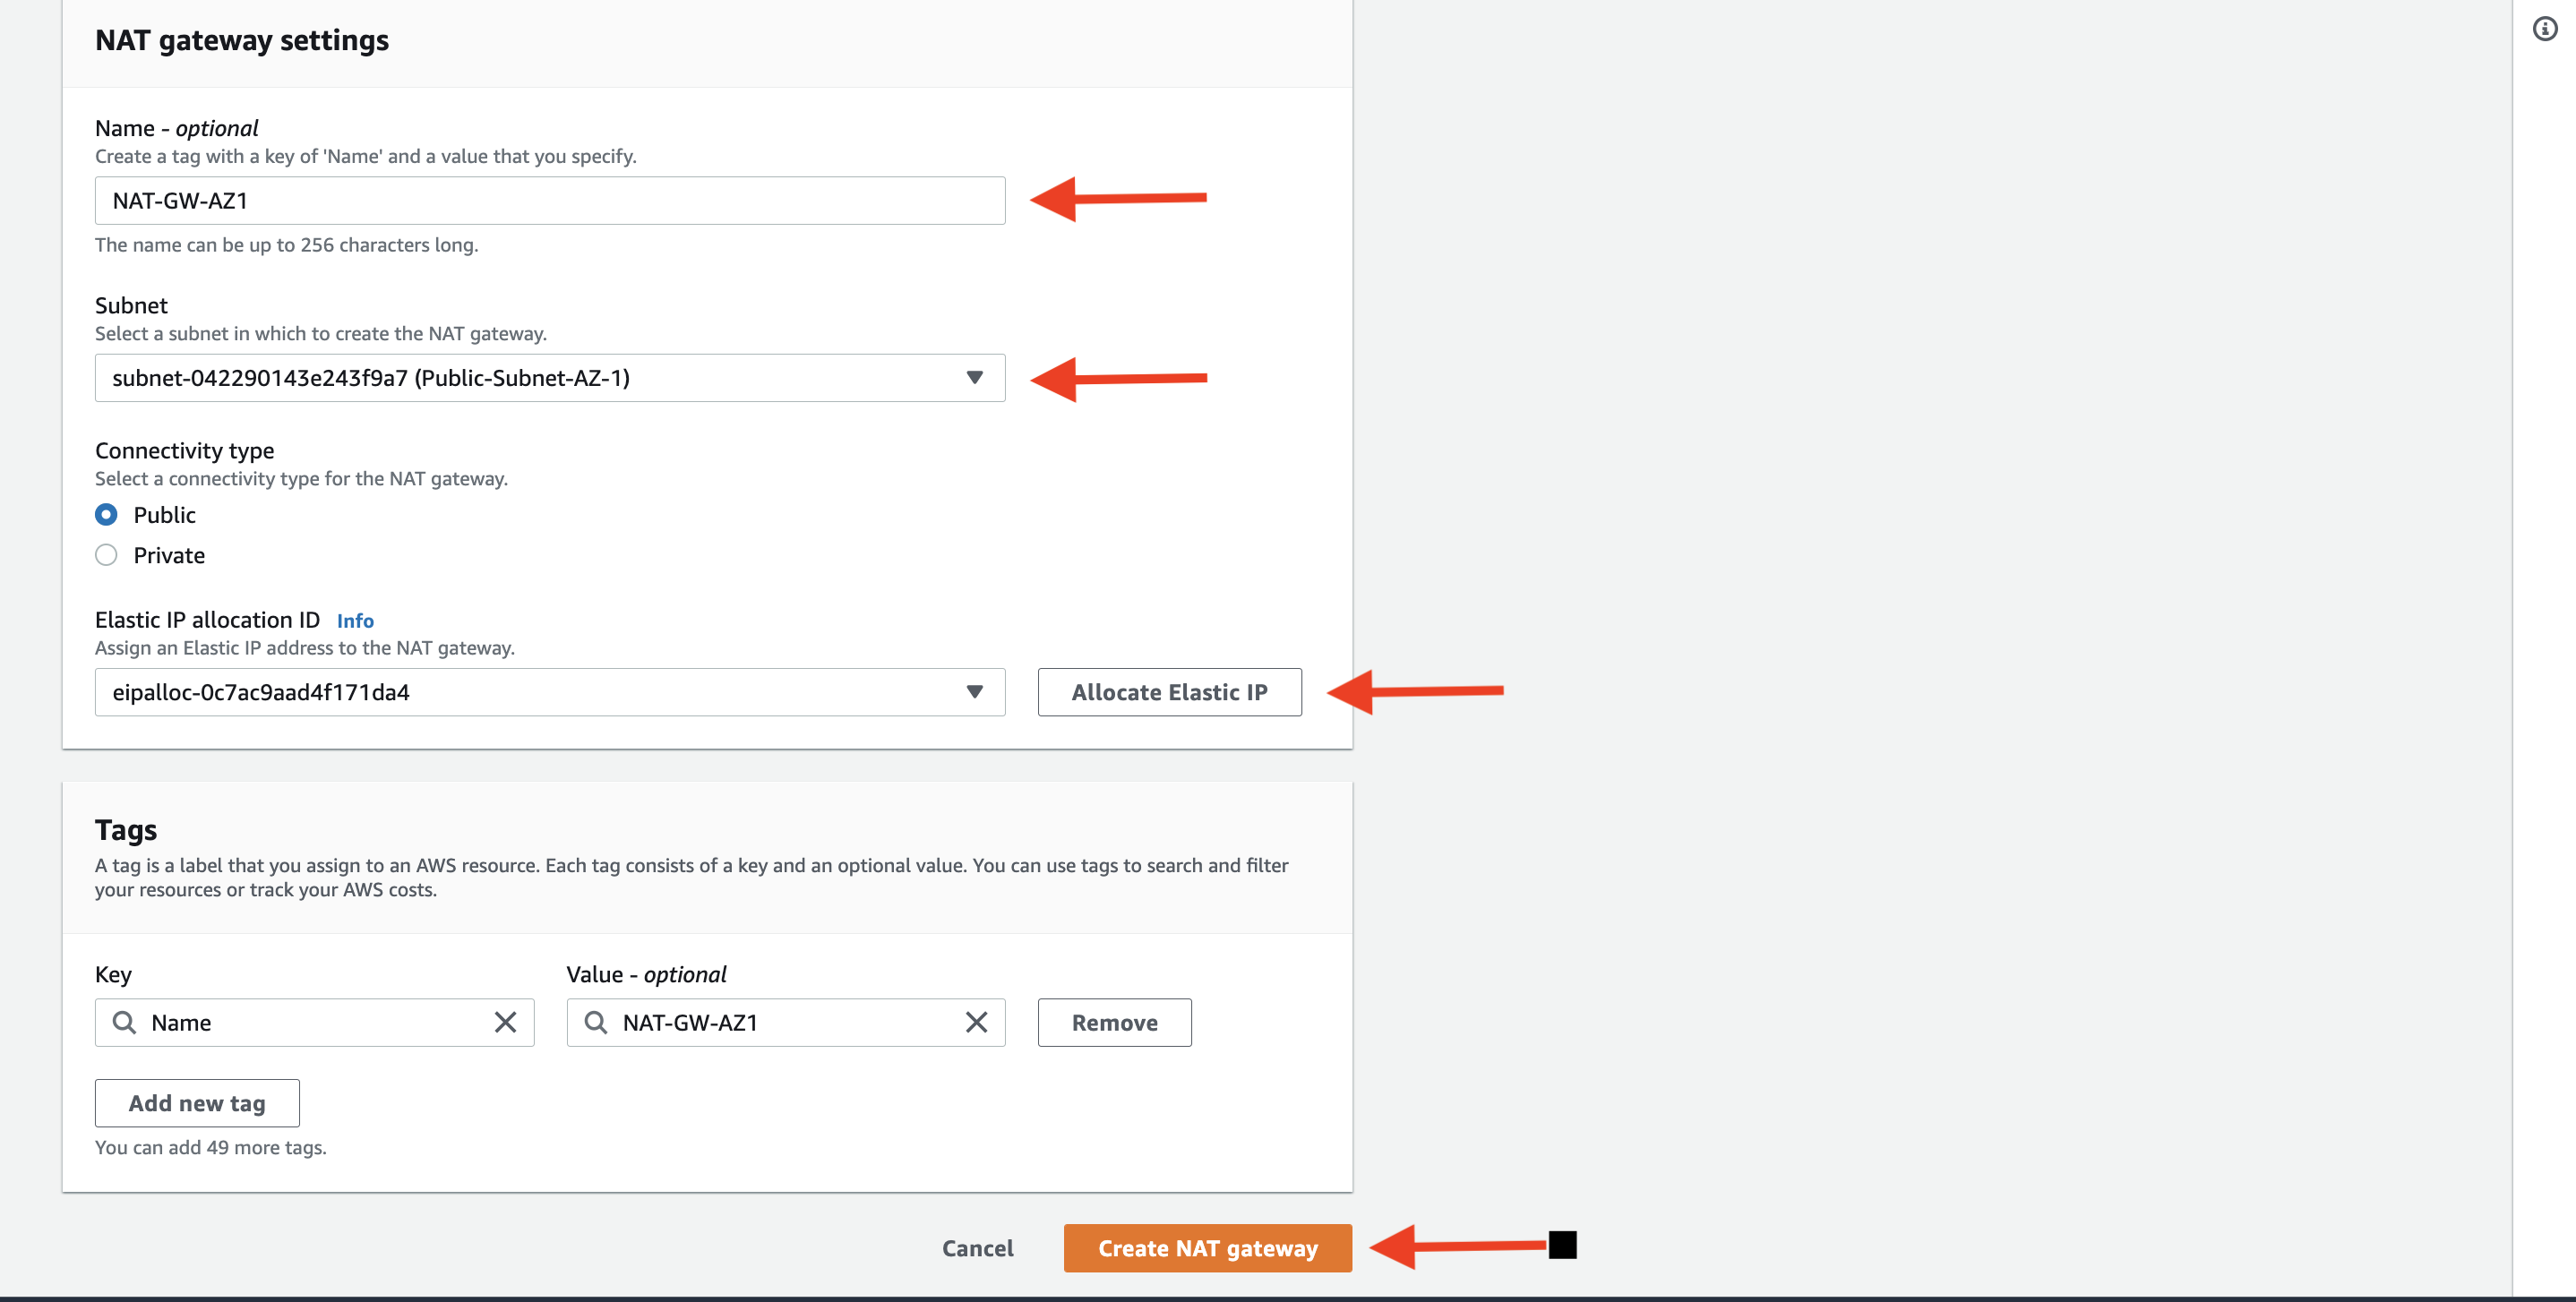 NAT gateway settings
Name - optional
Create a tag with a key of 'Name' and a value that you specify.
NAT-GW-AZ1
The name can be up to 256 characters long.
Subnet
Select a subnet in which to create the NAT gateway.
subnet-042290143e243f9a7 (Public-Subnet-AZ-1)
Connectivity type
Select a connectivity type for the NAT gateway.
Public
Private
Elastic IP allocation ID Info
Assign an Elastic IP address to the NAT gateway.
eipalloc-0c7ac9aad4f171da4 Allocate Elastic IP
Tags
A tag is a label that you assign to an AWS resource. Each tag consists of a key and an optional value. You can use tags to search and filter
your resources or track your AWS costs.
Key Value - optional
Name NAT-GW-AZ1 Remove
Add new tag
You can add 49 more tags.
Cancel Create NAT gateway